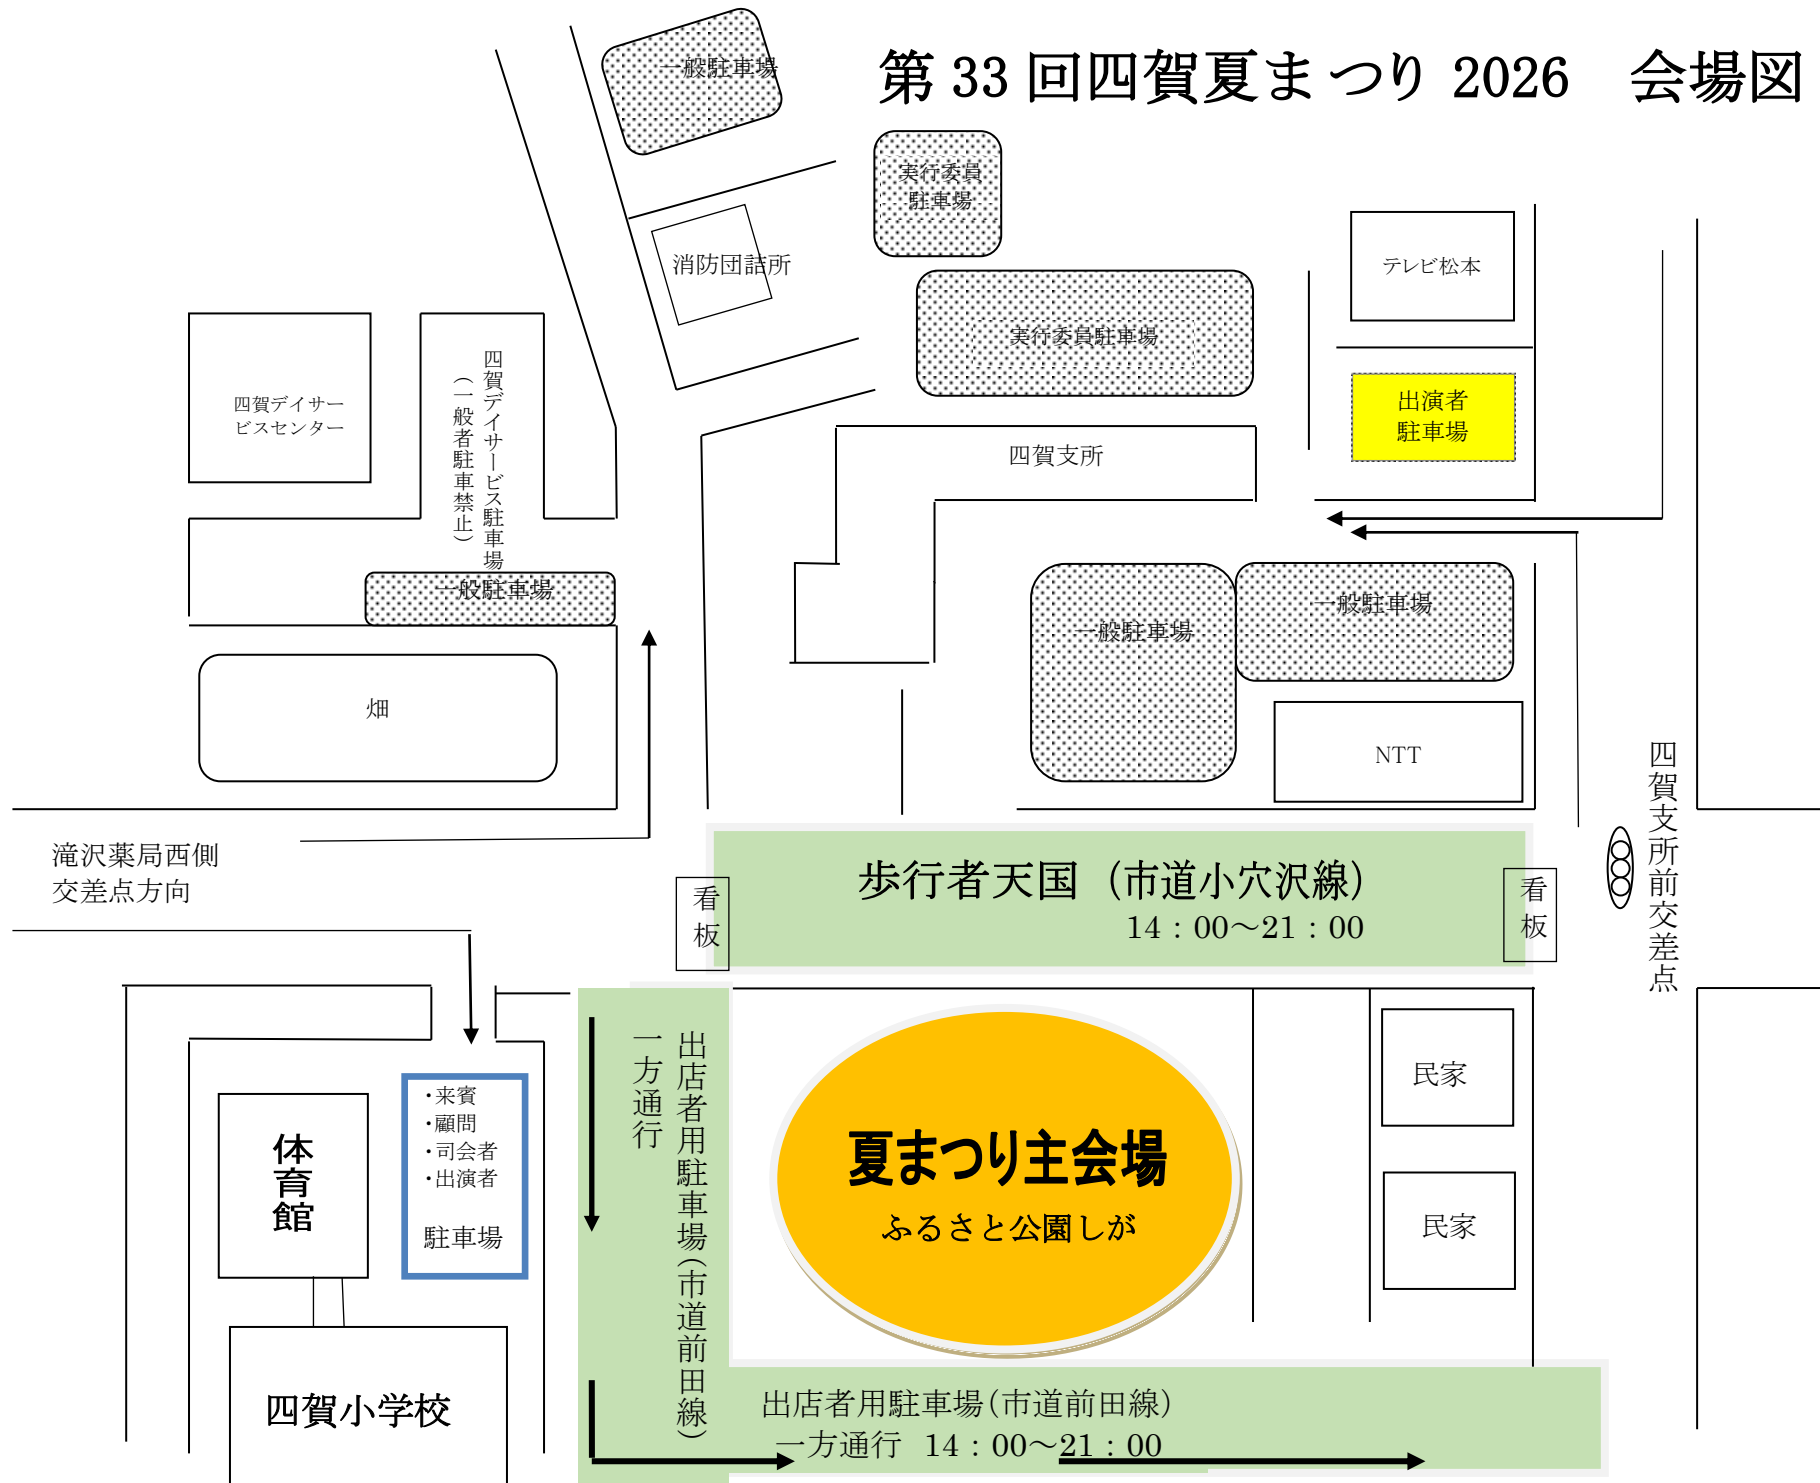 第33回四賀夏まつり 2026　会場図
一般駐車場
実行委員
駐車場
消防団詰所
テレビ松本
実行委員駐車場
出演者
駐車場
四賀デイサー
ビスセンター
四賀デイサービス駐車場
（一般者駐車禁止）
四賀支所
一般駐車場
一般駐車場
一般駐車場
畑
NTT
四賀支所前交差点
滝沢薬局西側
交差点方向
歩行者天国（市道小穴沢線）
14：00～21：00
看板
看板
出店者用駐車場（市道前田線）
一方通行
・来賓
・顧問
・司会者
・出演者
駐車場
体育館
夏まつり主会場
ふるさと公園しが
民家
民家
四賀小学校
出店者用駐車場（市道前田線）
一方通行 14：00～21：00